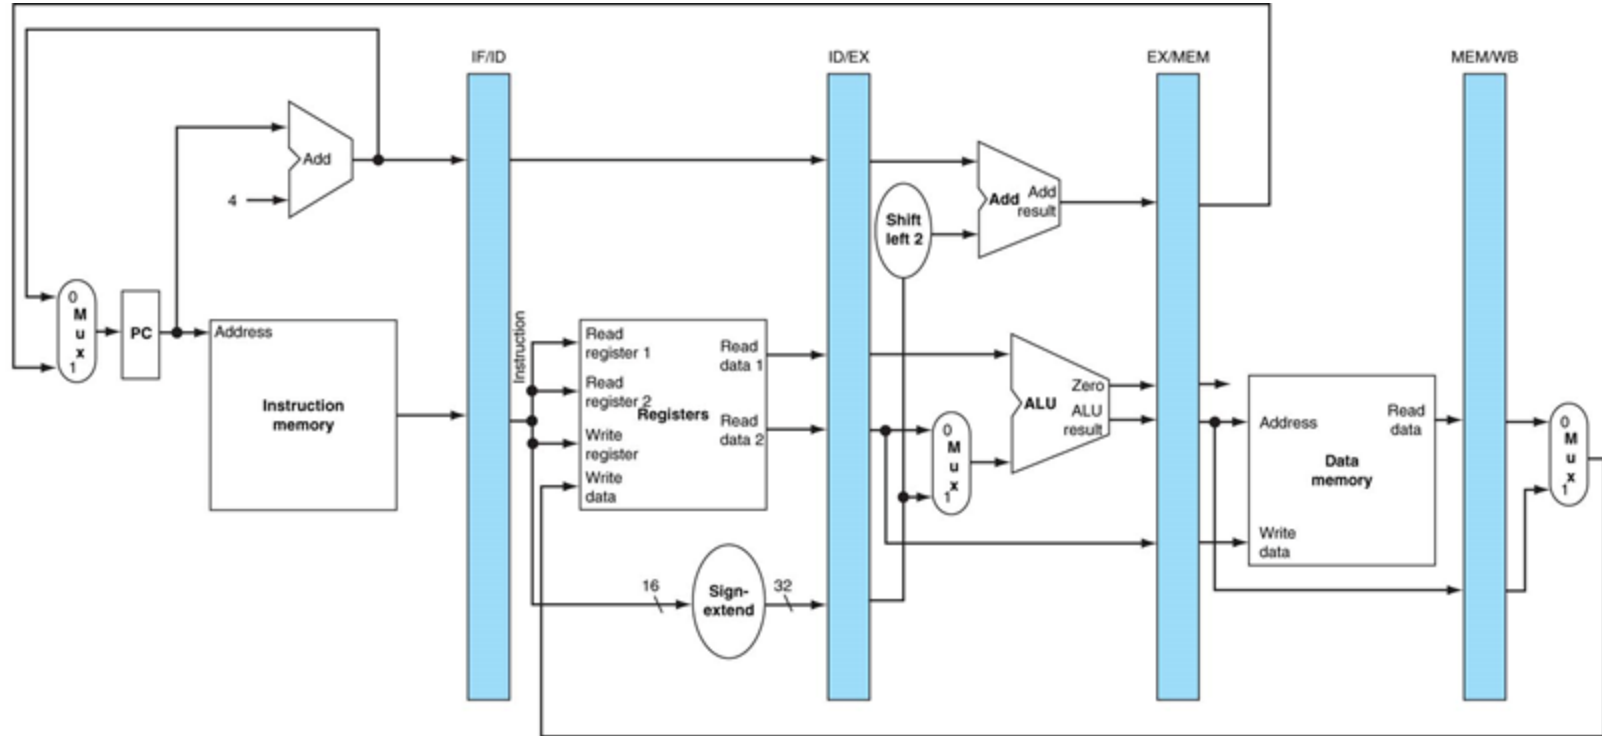 IF/ID
ID/EX
EX/MEM
MEM/WB
Add
4
Shift
left 2
Add
Add
result
0
M
u
x
1
PC
Address
Instruction
memory
Instruction
Read
register 1
Read
register 2
Write
register
Write
data
Registers
Read
data 1
Read
data 2
16
Sign-
extend
32
0
M
u
x
1
ALU
Zero
ALU
result
Address
Read
data
Data
memory
Write
data
0
M
u
x
1